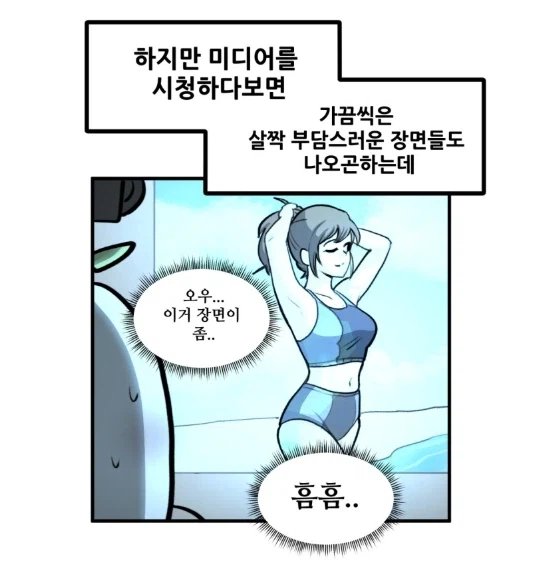 하지만 미디어를
시청하다보면
가끔씩은
살짝 부담스러운 장면들도
나오곤하는데
오우...
이거 장면이
좀..
흠흠..